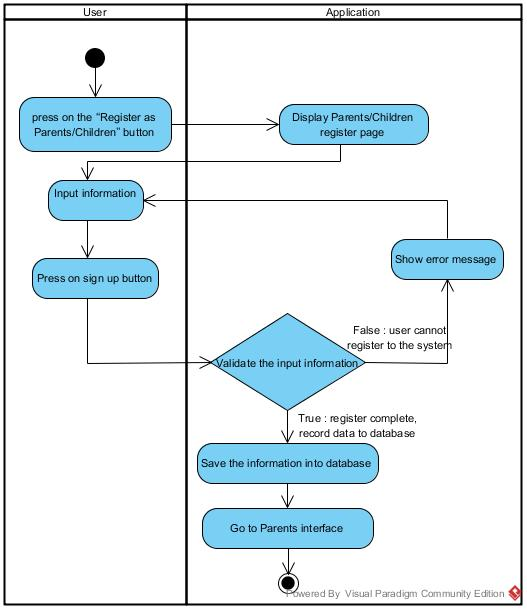 User
Application
press on the “Register as
Parents/Children” button
Display Parents/Children
register page
Input information
Press on sign up button
Show error message
False : user cannot
register to the system
Validate the input information
True : register complete,
record data to database
Save the information into database
Go to Parents interface
Powered By Visual Paradigm Community Edition